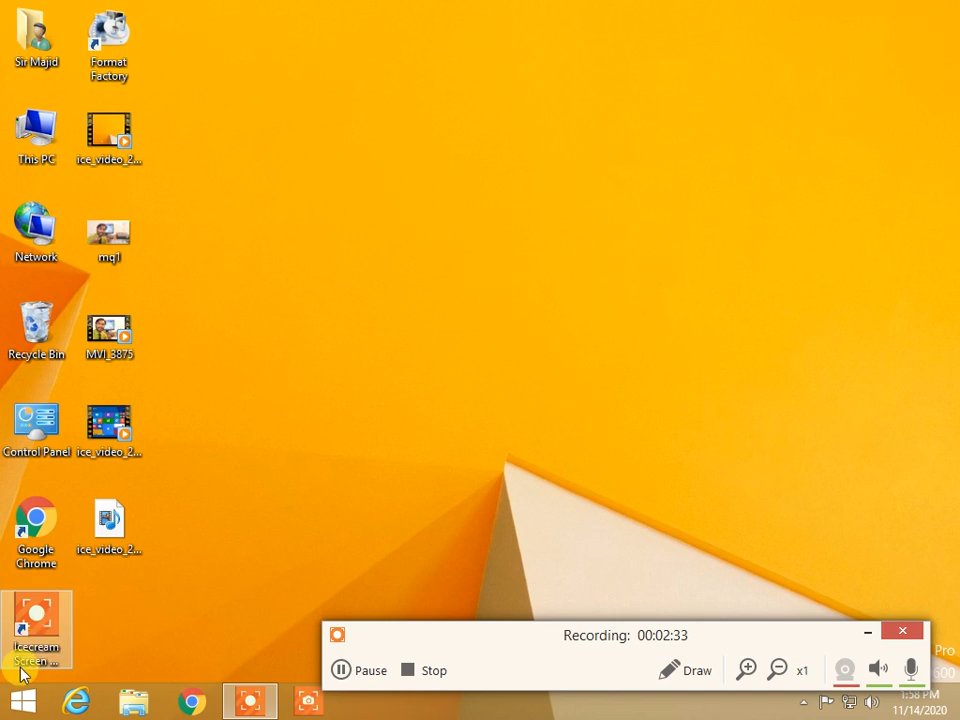 Sir Majid
Format
Factory
This PC
ice_video_2...
Network
mq1
Recycle Bin
MVI_3875
Control Panel
ice_video_2...
Google
Chrome
ice_video_2...
Icecream
Screen ...
Recording: 00:02:33
Pause
Stop
Draw
x1
Pro
1:58 PM
11/14/2020